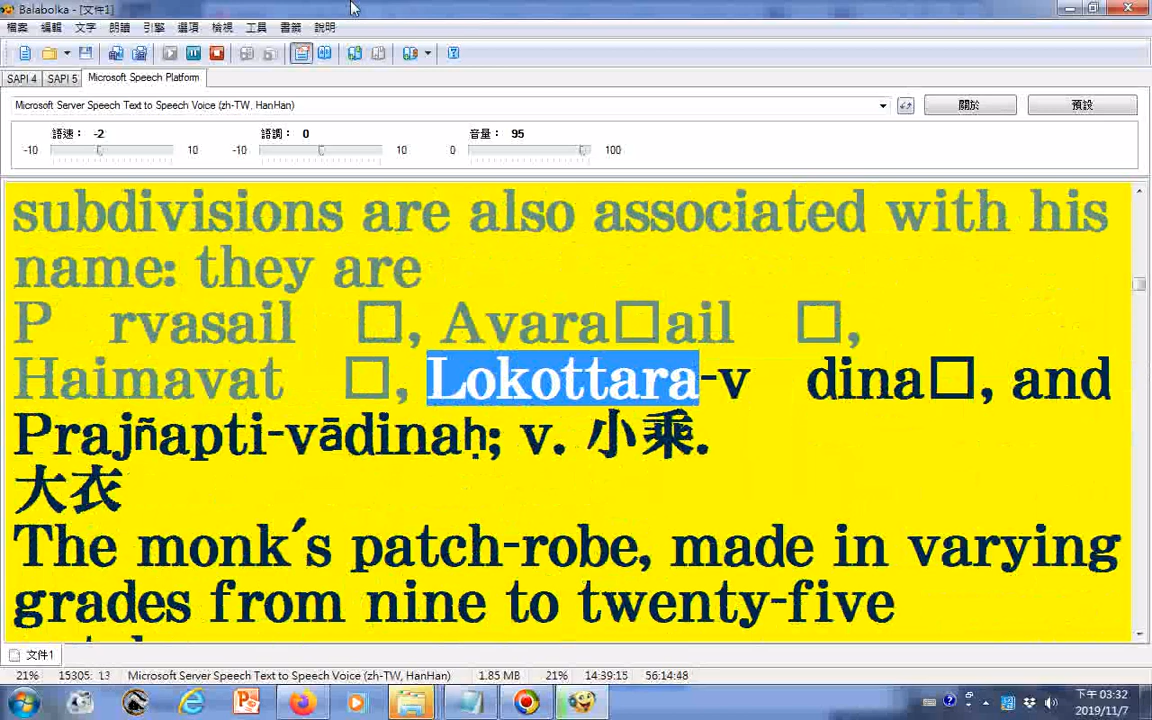 Balabolka - [文件1]
檔案 編輯 文字 朗讀 引擎 選項 檢視 工具 書籤 說明
SAPI 4 SAPI 5 Microsoft Speech Platform
Microsoft Server Speech Text to Speech Voice (zh-TW, HanHan) 關於 預設
語速： -2 語調： 0 音量： 95
-10 10 -10 10 0 100
subdivisions are also associated with his
name: they are
P rvasail □, Avara□ail □,
Haimavat □, Lokottara-v dina□, and
Prajñapti-vādinaḥ; v. 小乘.
大衣
The monk′s patch-robe, made in varying
grades from nine to twenty-five
文件1
21% 15305: 13 Microsoft Server Speech Text to Speech Voice (zh-TW, HanHan) 1.85 MB 21% 14:39:15 56:14:48
下午 03:32
2019/11/7